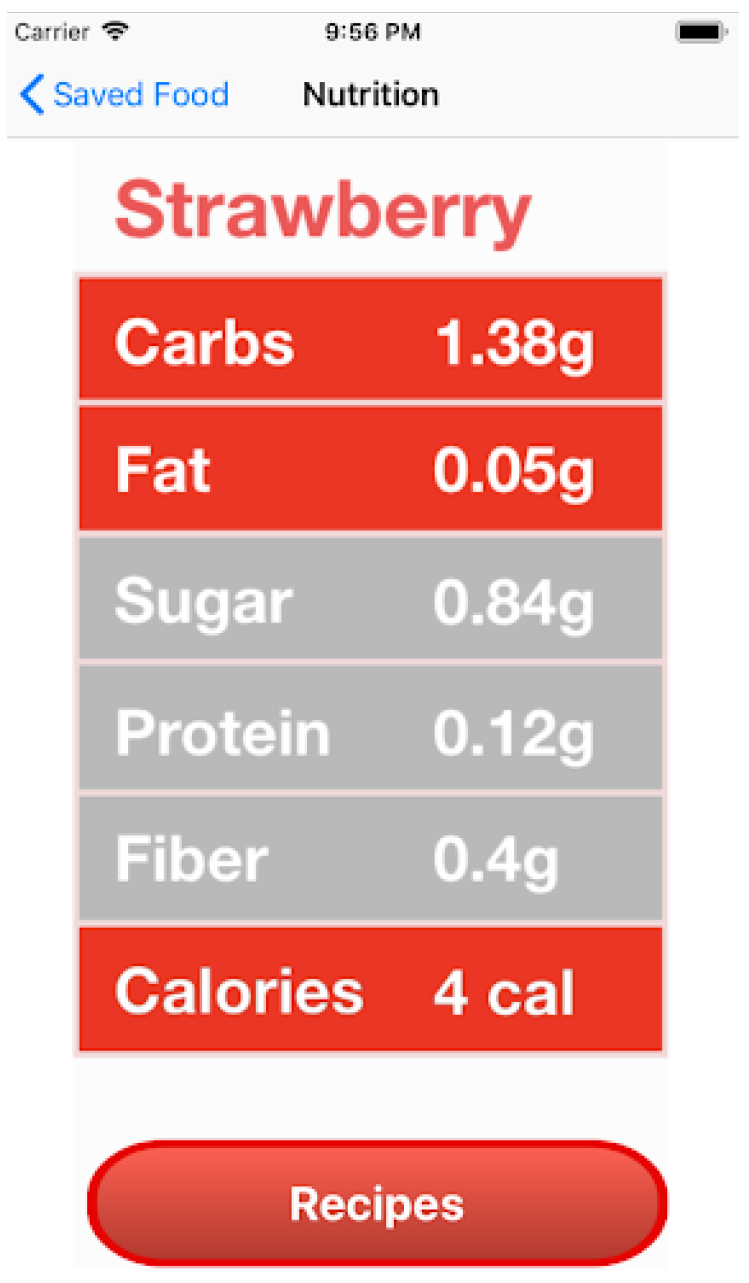 Carrier 9:56 PM
Saved Food Nutrition
Strawberry
Carbs 1.38g
Fat 0.05g
Sugar 0.84g
Protein 0.12g
Fiber 0.4g
Calories 4 cal
Recipes